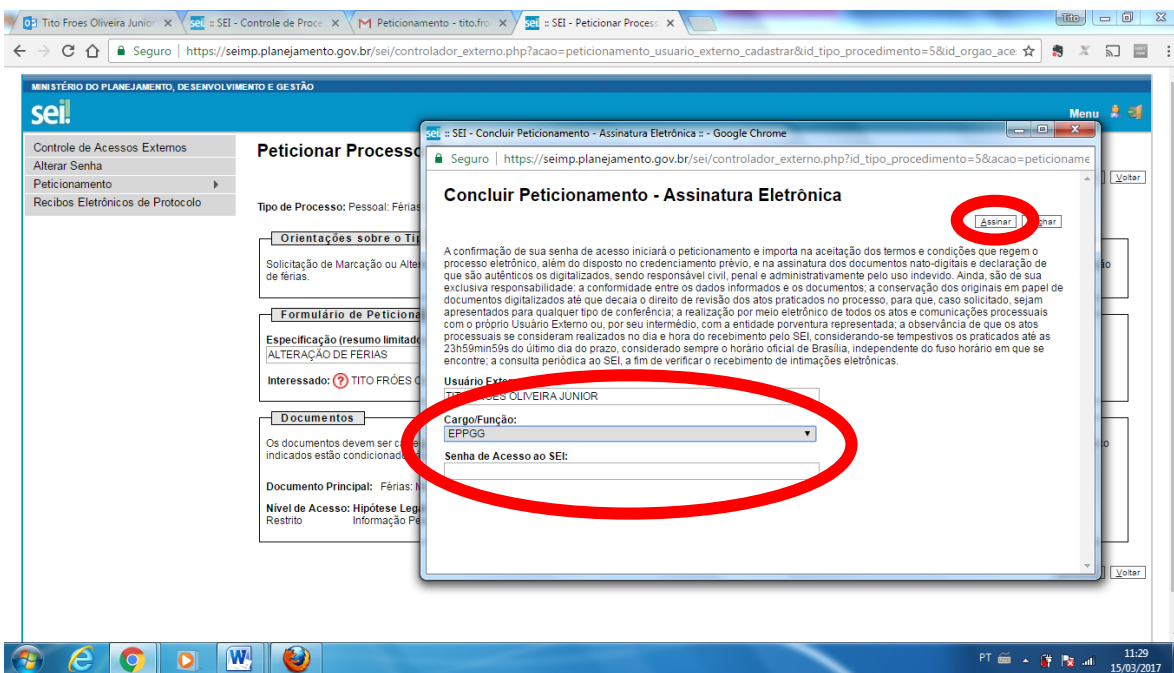 Tito Froes Oliveira Junior
SEI - Controle de Proce
Peticionamento - tito.fro
:: SEI - Peticionar Process
Tito
Seguro
https://seimp.planejamento.gov.br/sei/controlador_externo.php?acao=peticionamento_usuario_externo_cadastrar&id_tipo_procedimento=5&id_orgao_ace
MINISTÉRIO DO PLANEJAMENTO, DESENVOLVIMENTO E GESTÃO
sei!
Menu
Controle de Acessos Externos
Alterar Senha
Peticionamento
Recibos Eletrônicos de Protocolo
Peticionar Processo
Voltar
Tipo de Processo: Pessoal: Férias
Orientações sobre o Tip
Solicitação de Marcação ou Alter
de férias.
Formulário de Peticiona
Especificação (resumo limitado
ALTERAÇÃO DE FÉRIAS
Interessado: TITO FRÓES O
Documentos
Os documentos devem ser
indicados estão condicionado
Documento Principal: Férias:
Nível de Acesso: Hipótese Lega
Restrito Informação Pe
Voltar
sei. :: SEI - Concluir Peticionamento - Assinatura Eletrônica :: - Google Chrome
Seguro
https://seimp.planejamento.gov.br/sei/controlador_externo.php?id_tipo_procedimento=5&acao=peticioname
Concluir Peticionamento - Assinatura Eletrônica
Assinar
A confirmação de sua senha de acesso iniciará o peticionamento e importa na aceitação dos termos e condições que regem o
processo eletrônico, além do disposto no credenciamento prévio, e na assinatura dos documentos nato-digitais e declaração de
que são autênticos os digitalizados, sendo responsável civil, penal e administrativamente pelo uso indevido. Ainda, são de sua
exclusiva responsabilidade: a conformidade entre os dados informados e os documentos; a conservação dos originais em papel de
documentos digitalizados até que decaia o direito de revisão dos atos praticados no processo, para que, caso solicitado, sejam
apresentados para qualquer tipo de conferência; a realização por meio eletrônico de todos os atos e comunicações processuais
com o próprio Usuário Externo ou, por seu intermédio, com a entidade porventura representada; a observância de que os atos
processuais se consideram realizados no dia e hora do recebimento pelo SEI, considerando-se tempestivos os praticados até as
23h59min59s do último dia do prazo, considerado sempre o horário oficial de Brasília, independente do fuso horário em que se
encontre; a consulta periódica ao SEI, a fim de verificar o recebimento de intimações eletrônicas.
Usuário Exter
OLIVEIRA JÚNIOR
Cargo/Função:
EPPGG
Senha de Acesso ao SEI:
PT
11:29
15/03/2017